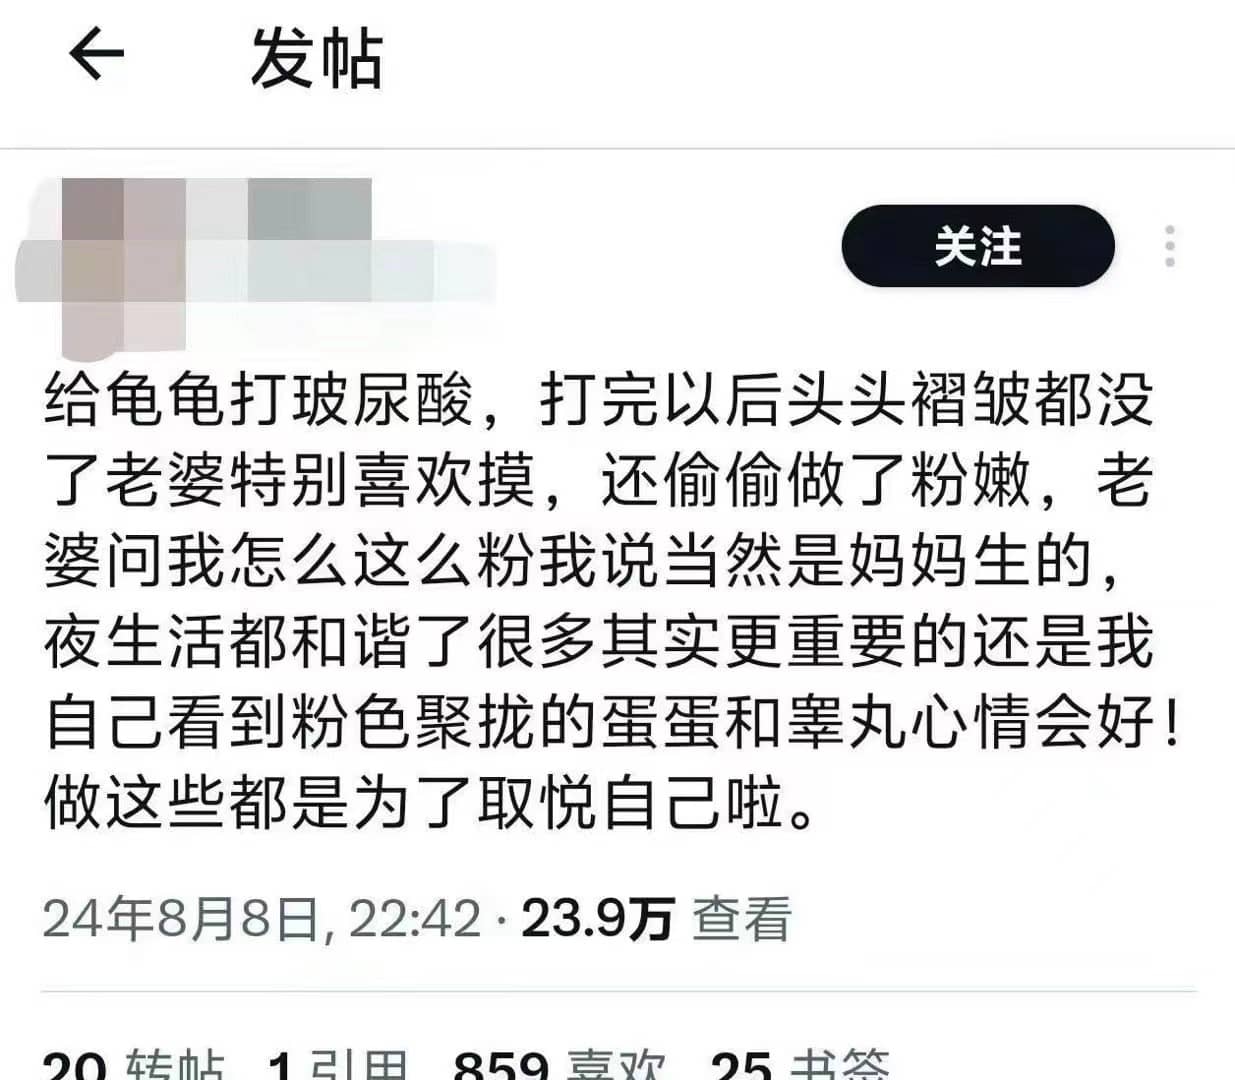 发帖
关注
给龟龟打玻尿酸，打完以后头头褶皱都没
了老婆特别喜欢摸，还偷偷做了粉嫩，老
婆问我怎么这么粉我说当然是妈妈生的，
夜生活都和谐了很多其实更重要的还是我
自己看到粉色聚拢的蛋蛋和睾丸心情会好！
做这些都是为了取悦自己啦。
24年8月8日, 22:42 · 23.9万 查看
20 转帖 1 引用 859 喜欢 25 书签